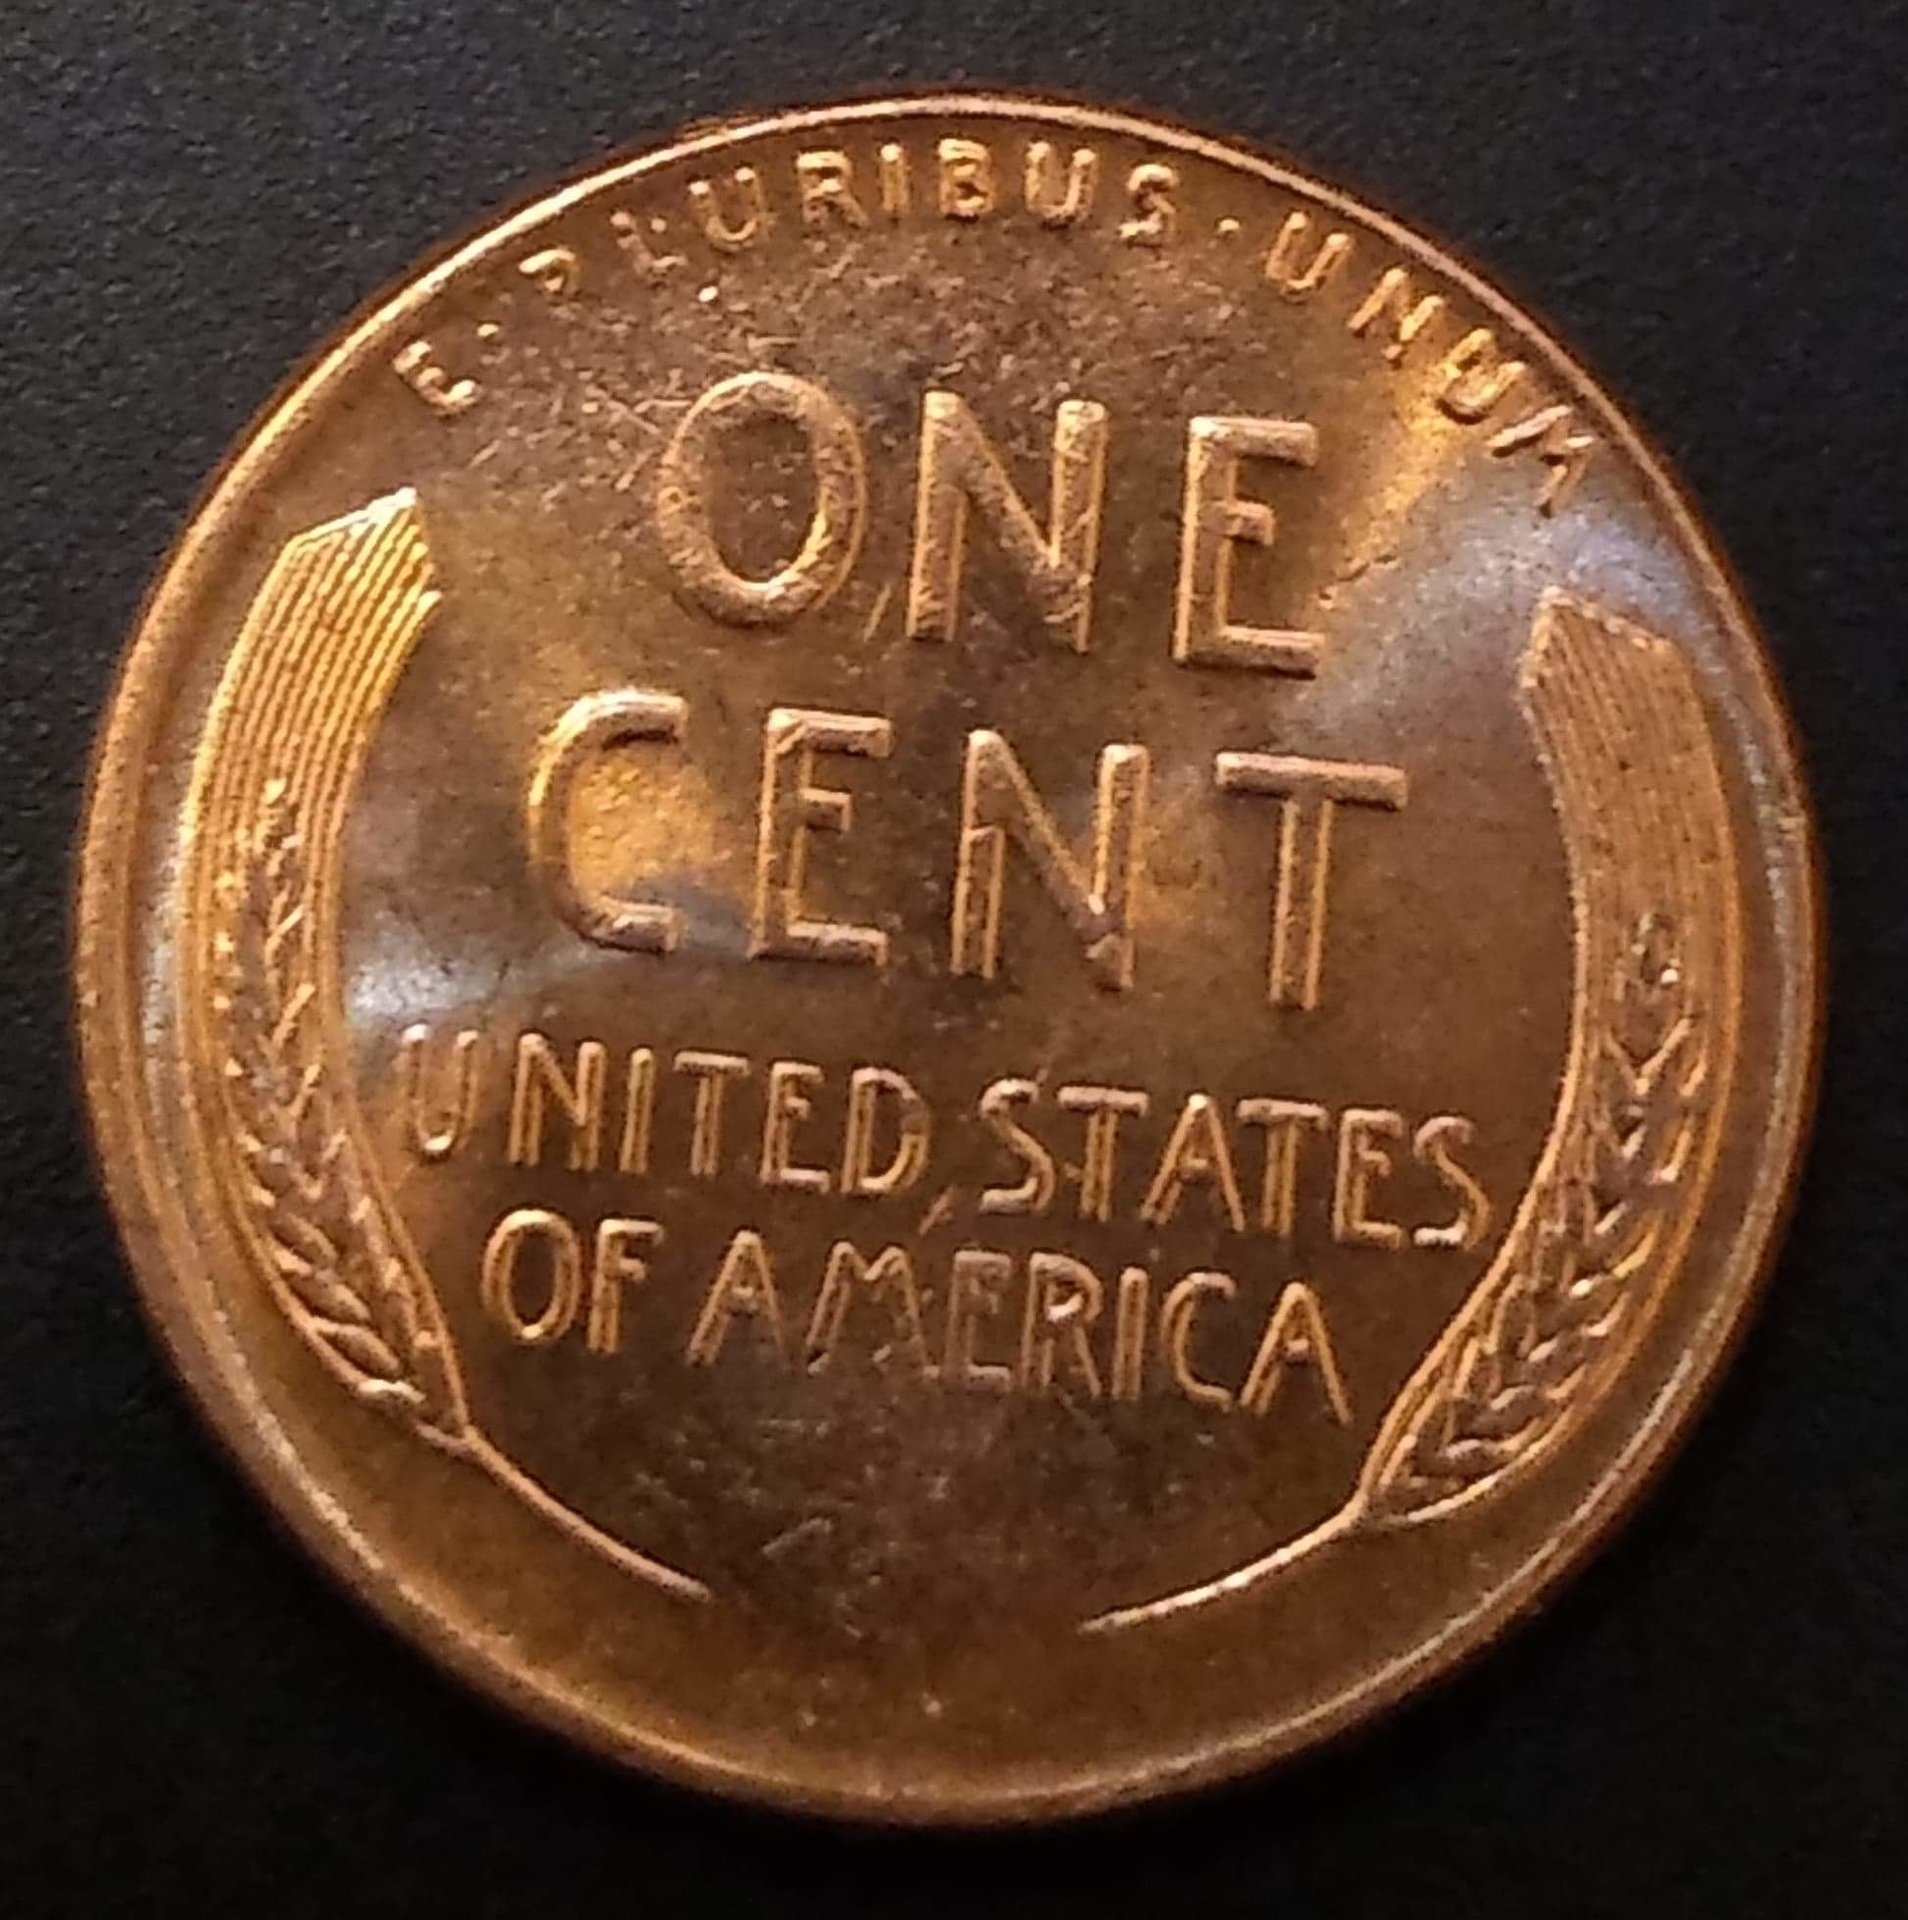 E·PLURIBUS·UNUM
ONE
CENT
UNITED STATES
OF AMERICA